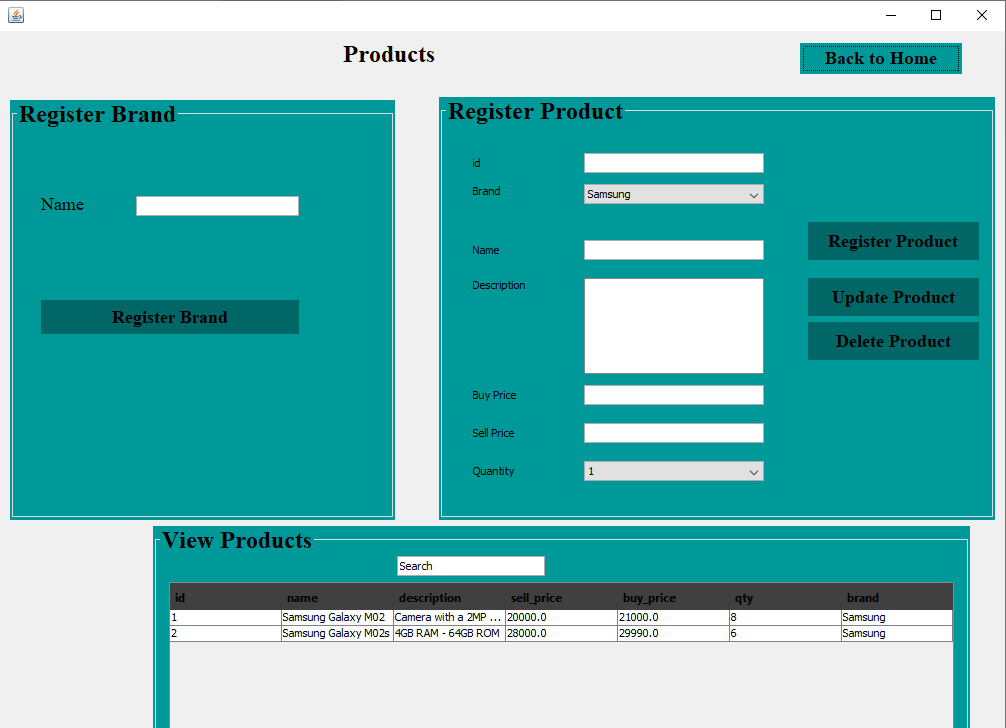 Products
Back to Home
Register Brand
Name
Register Brand
Register Product
id
Brand
Samsung
Name
Description
Buy Price
Sell Price
Quantity
1
Register Product
Update Product
Delete Product
View Products
Search
id name description sell_price buy_price qty brand
1 Samsung Galaxy M02 Camera with a 2MP ... 20000.0 21000.0 8 Samsung
2 Samsung Galaxy M02s 4GB RAM - 64GB ROM 28000.0 29990.0 6 Samsung